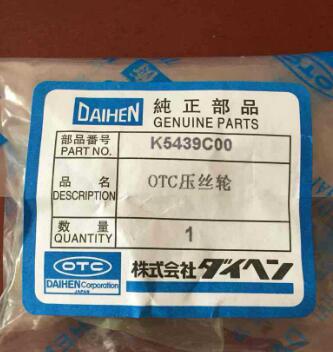 DAIHEN 純正部品
GENUINE PARTS
部品番号
PART NO. K5439C00
品名
DESCRIPTION OTC压丝轮
数量
QUANTITY 1
OTC
DAIHEN Corporation
JAPAN
株式会社ダイヘン